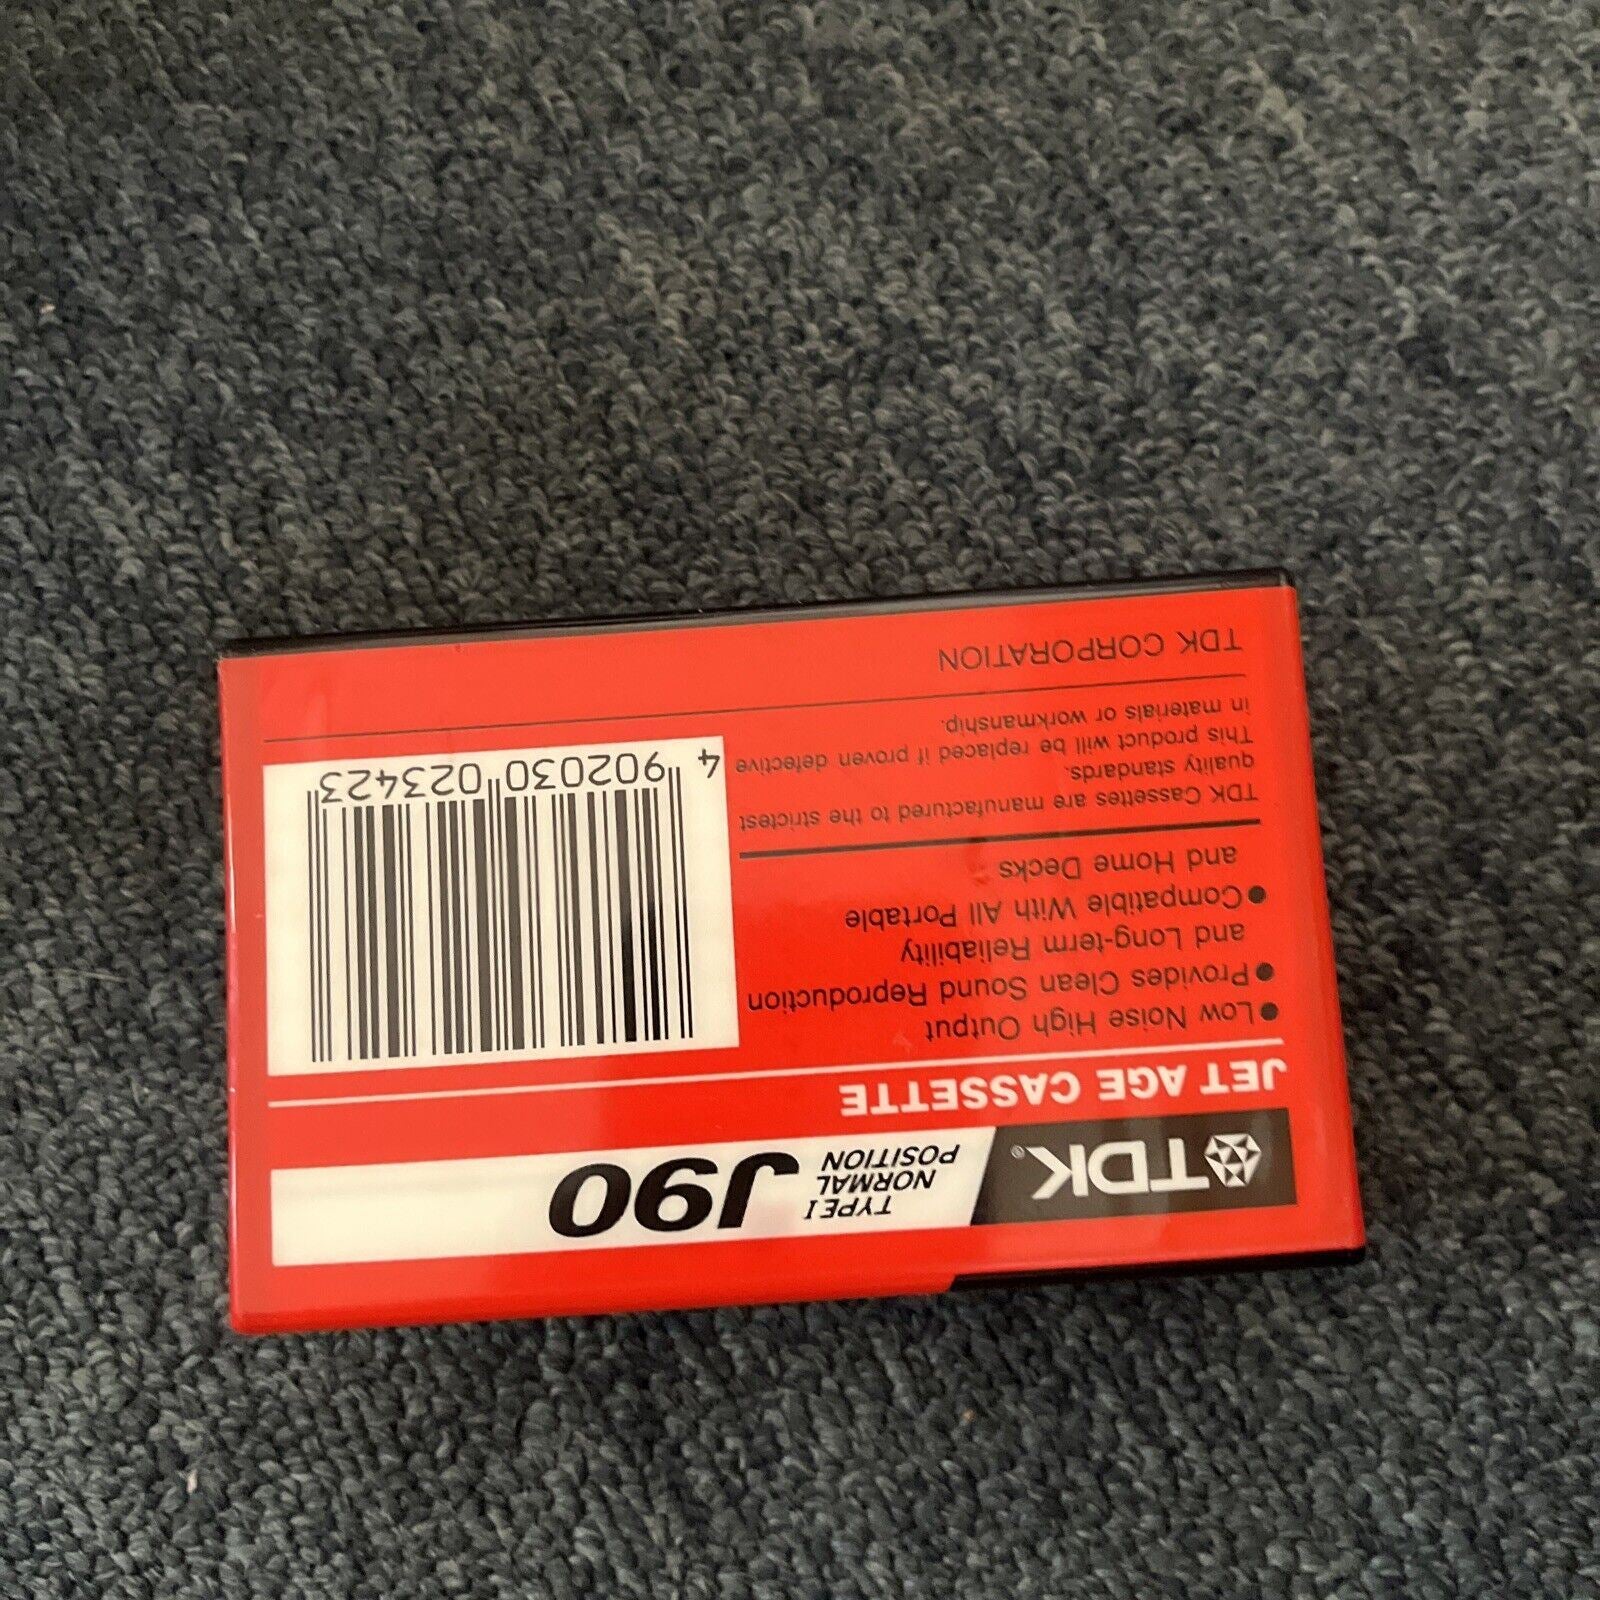 TDK®
TYPE I
NORMAL
POSITION
J90
JET AGE CASSETTE
● Low Noise High Output
● Provides Clean Sound Reproduction
and Long-term Reliability
● Compatible With All Portable
and Home Decks
TDK Cassettes are manufactured to the strictest
quality standards.
This product will be replaced if proven defective
in materials or workmanship.
TDK CORPORATION
4 902030 023423